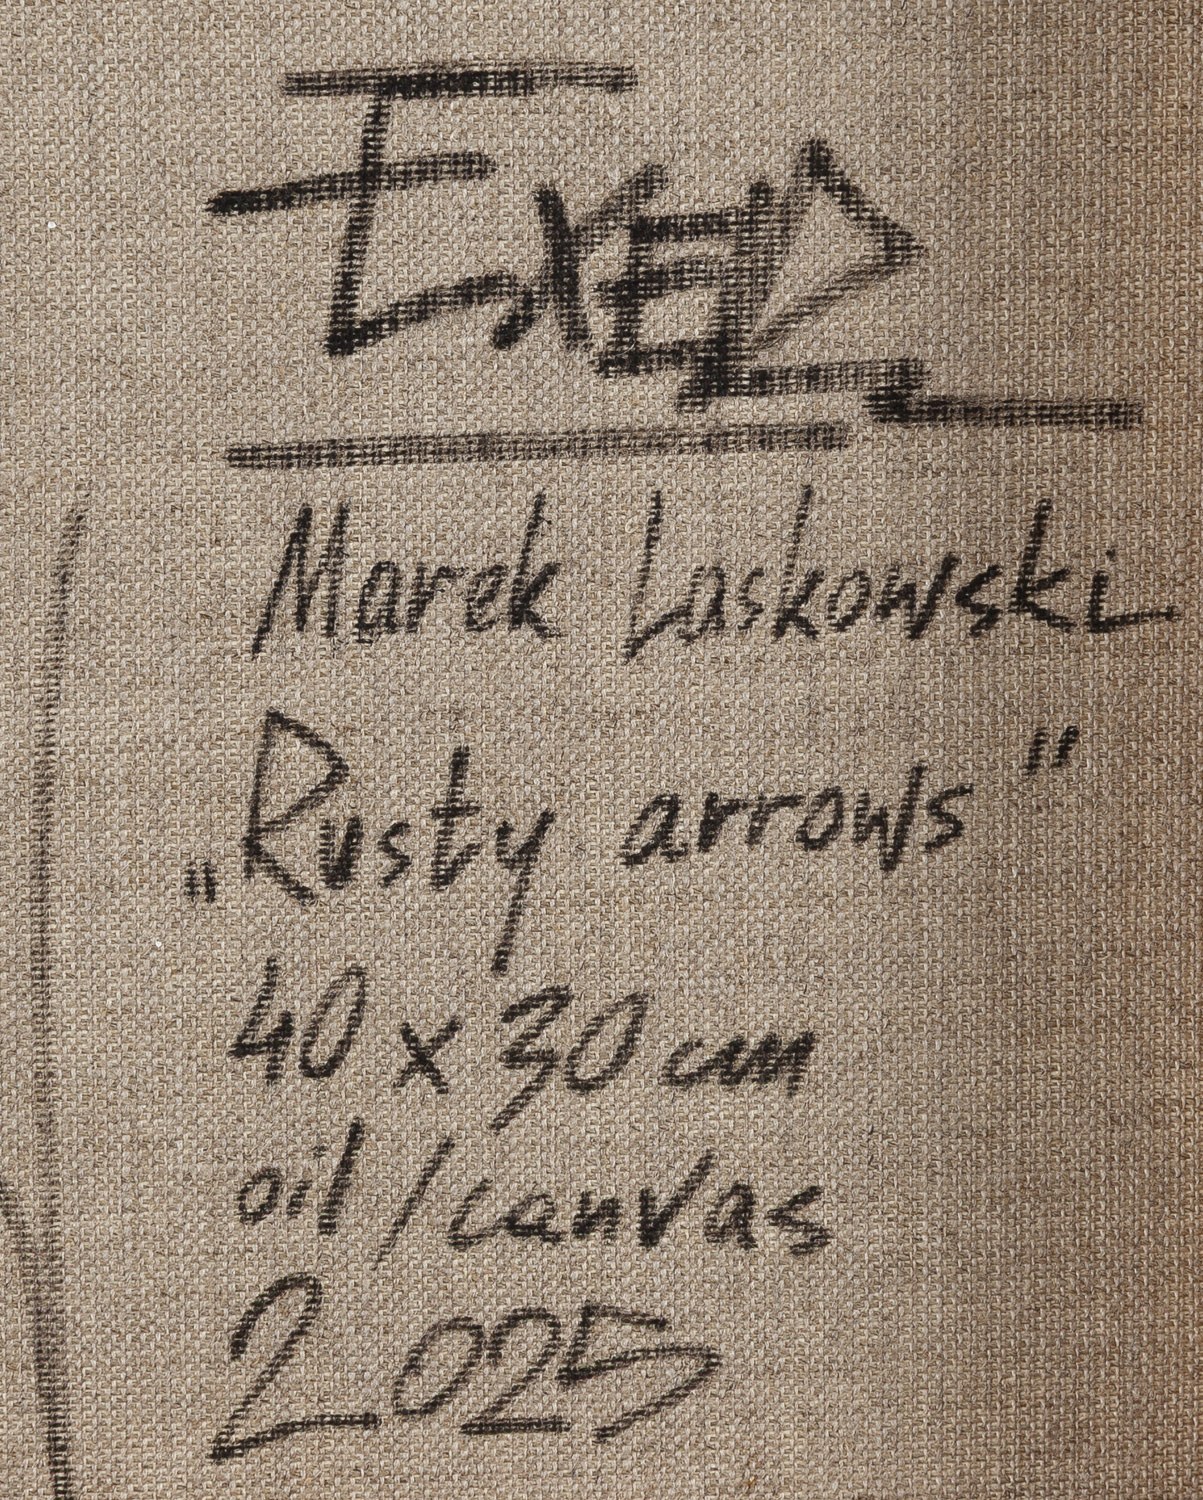 Marek Laskowski
„Rusty arrows"
40 x 30 cm
oil / canvas
2025